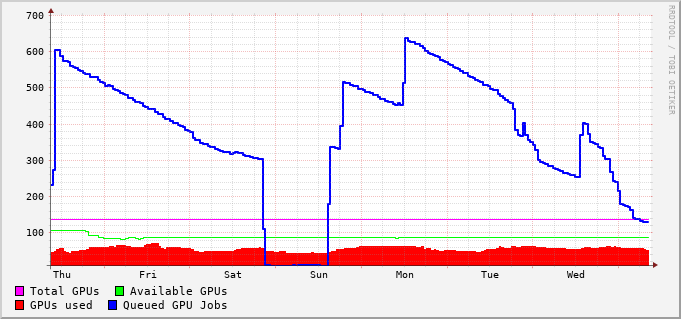 700
600
500
400
300
200
100
Thu Fri Sat Sun Mon Tue Wed
Total GPUs Available GPUs
GPUs used Queued GPU Jobs
RRDTOOL / TOBI OETIKER